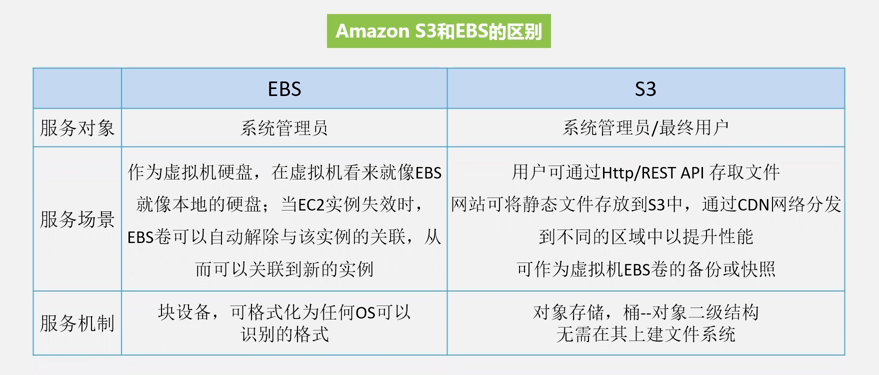 Amazon S3和EBS的区别
EBS
S3
服务对象
系统管理员
系统管理员/最终用户
服务场景
作为虚拟机硬盘，在虚拟机看来就像EBS
就像本地的硬盘；当EC2实例失效时，
EBS卷可以自动解除与该实例的关联，从
而可以关联到新的实例
用户可通过Http/REST API 存取文件
网站可将静态文件存放到S3中，通过CDN网络分发
到不同的区域中以提升性能
可作为虚拟机EBS卷的备份或快照
服务机制
块设备，可格式化为任何OS可以
识别的格式
对象存储，桶--对象二级结构
无需在其上建文件系统